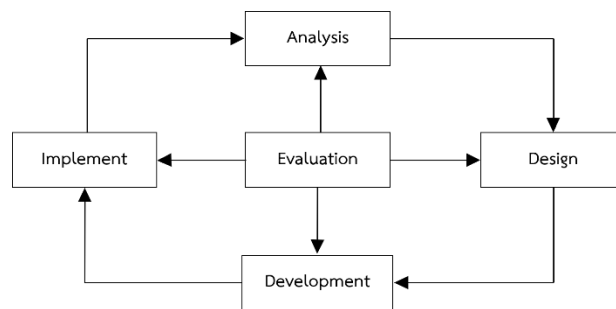 Analysis
Implement
Evaluation
Design
Development